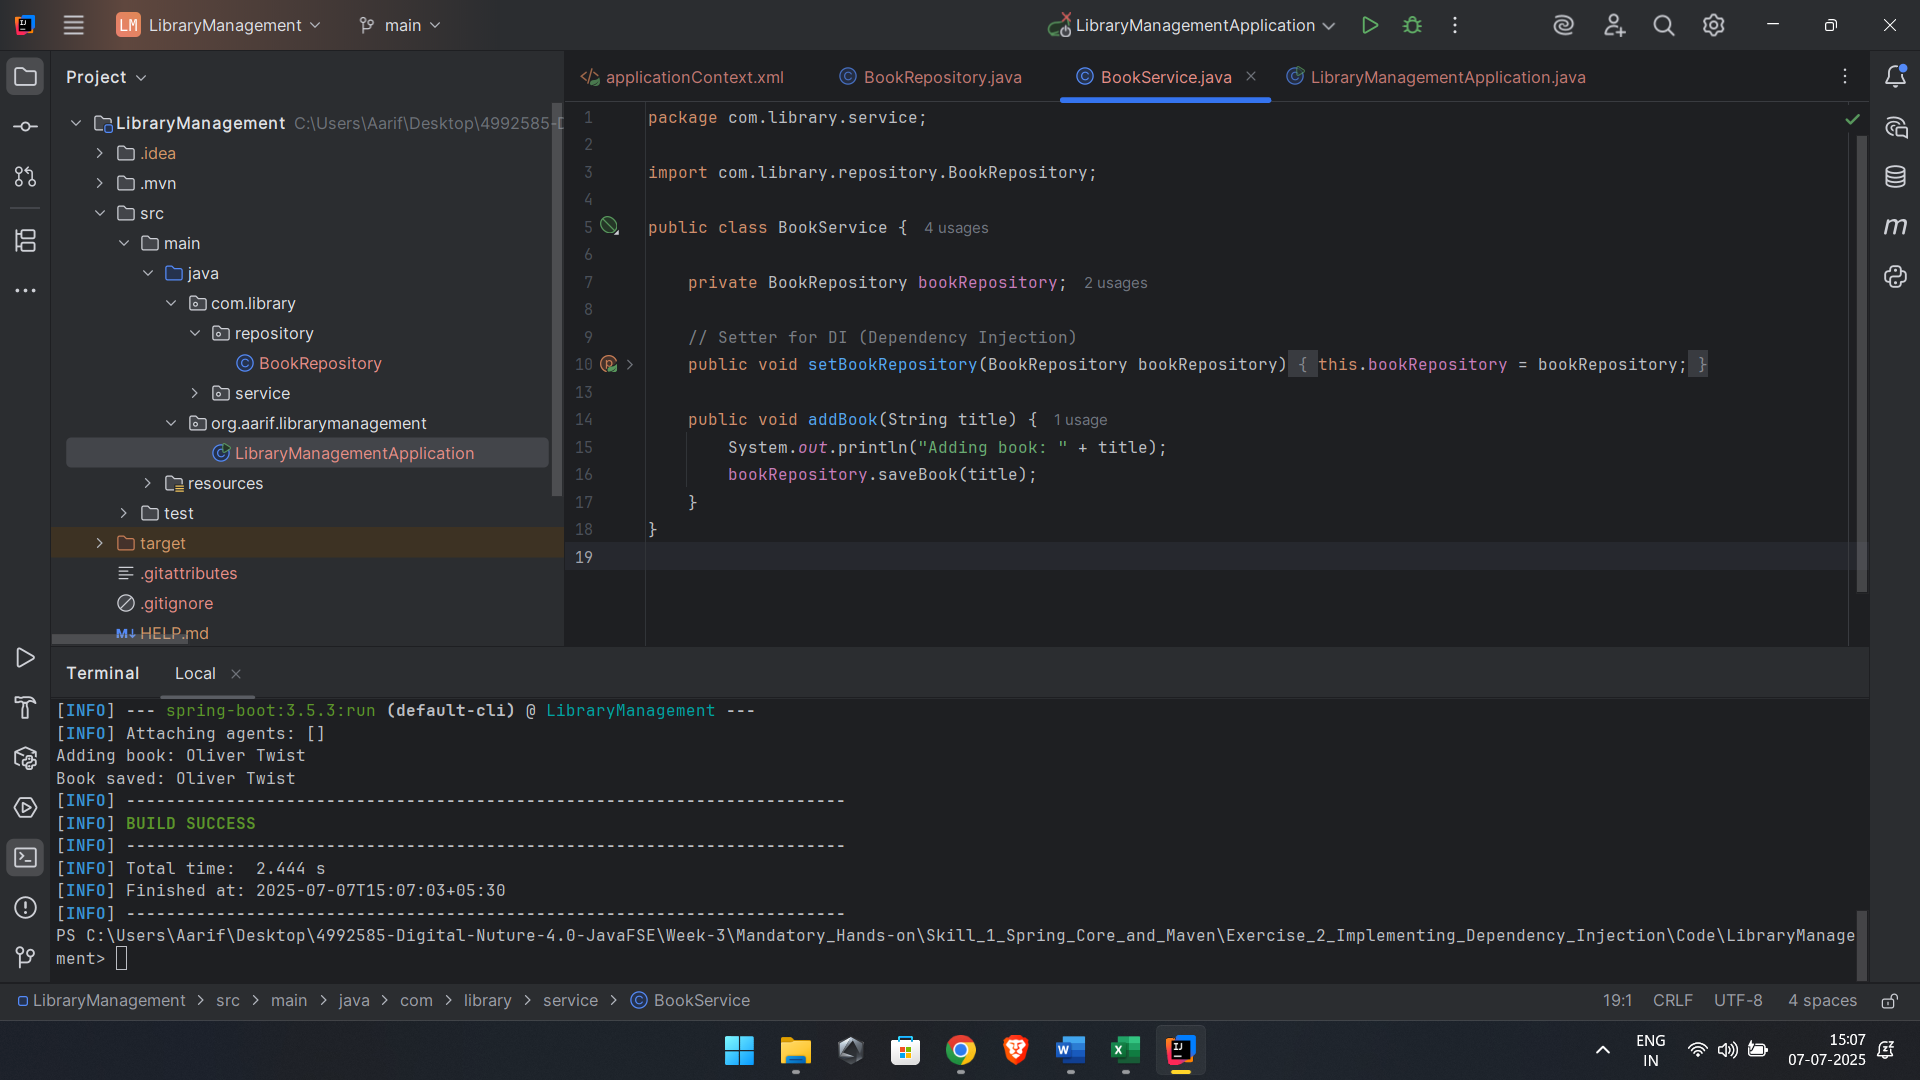 LM LibraryManagement main LibraryManagementApplication
Project
LibraryManagement C:\Users\Aarif\Desktop\4992585-D
.idea
.mvn
src
main
java
com.library
repository
BookRepository
service
org.aarif.librarymanagement
LibraryManagementApplication
resources
test
target
.gitattributes
.gitignore
M↓ HELP.md
applicationContext.xml BookRepository.java BookService.java LibraryManagementApplication.java
1 package com.library.service;
2
3 import com.library.repository.BookRepository;
4
5 public class BookService { 4 usages
6
7 private BookRepository bookRepository; 2 usages
8
9 // Setter for DI (Dependency Injection)
10 public void setBookRepository(BookRepository bookRepository) { this.bookRepository = bookRepository; }
13
14 public void addBook(String title) { 1 usage
15 System.out.println("Adding book: " + title);
16 bookRepository.saveBook(title);
17 }
18 }
19
Terminal Local
[INFO] --- spring-boot:3.5.3:run (default-cli) @ LibraryManagement ---
[INFO] Attaching agents: []
Adding book: Oliver Twist
Book saved: Oliver Twist
[INFO] ------------------------------------------------------------------------
[INFO] BUILD SUCCESS
[INFO] ------------------------------------------------------------------------
[INFO] Total time:  2.444 s
[INFO] Finished at: 2025-07-07T15:07:03+05:30
[INFO] ------------------------------------------------------------------------
PS C:\Users\Aarif\Desktop\4992585-Digital-Nuture-4.0-JavaFSE\Week-3\Mandatory_Hands-on\Skill_1_Spring_Core_and_Maven\Exercise_2_Implementing_Dependency_Injection\Code\LibraryManage
ment>
LibraryManagement > src > main > java > com > library > service > BookService 19:1 CRLF UTF-8 4 spaces
ENG
IN
15:07
07-07-2025